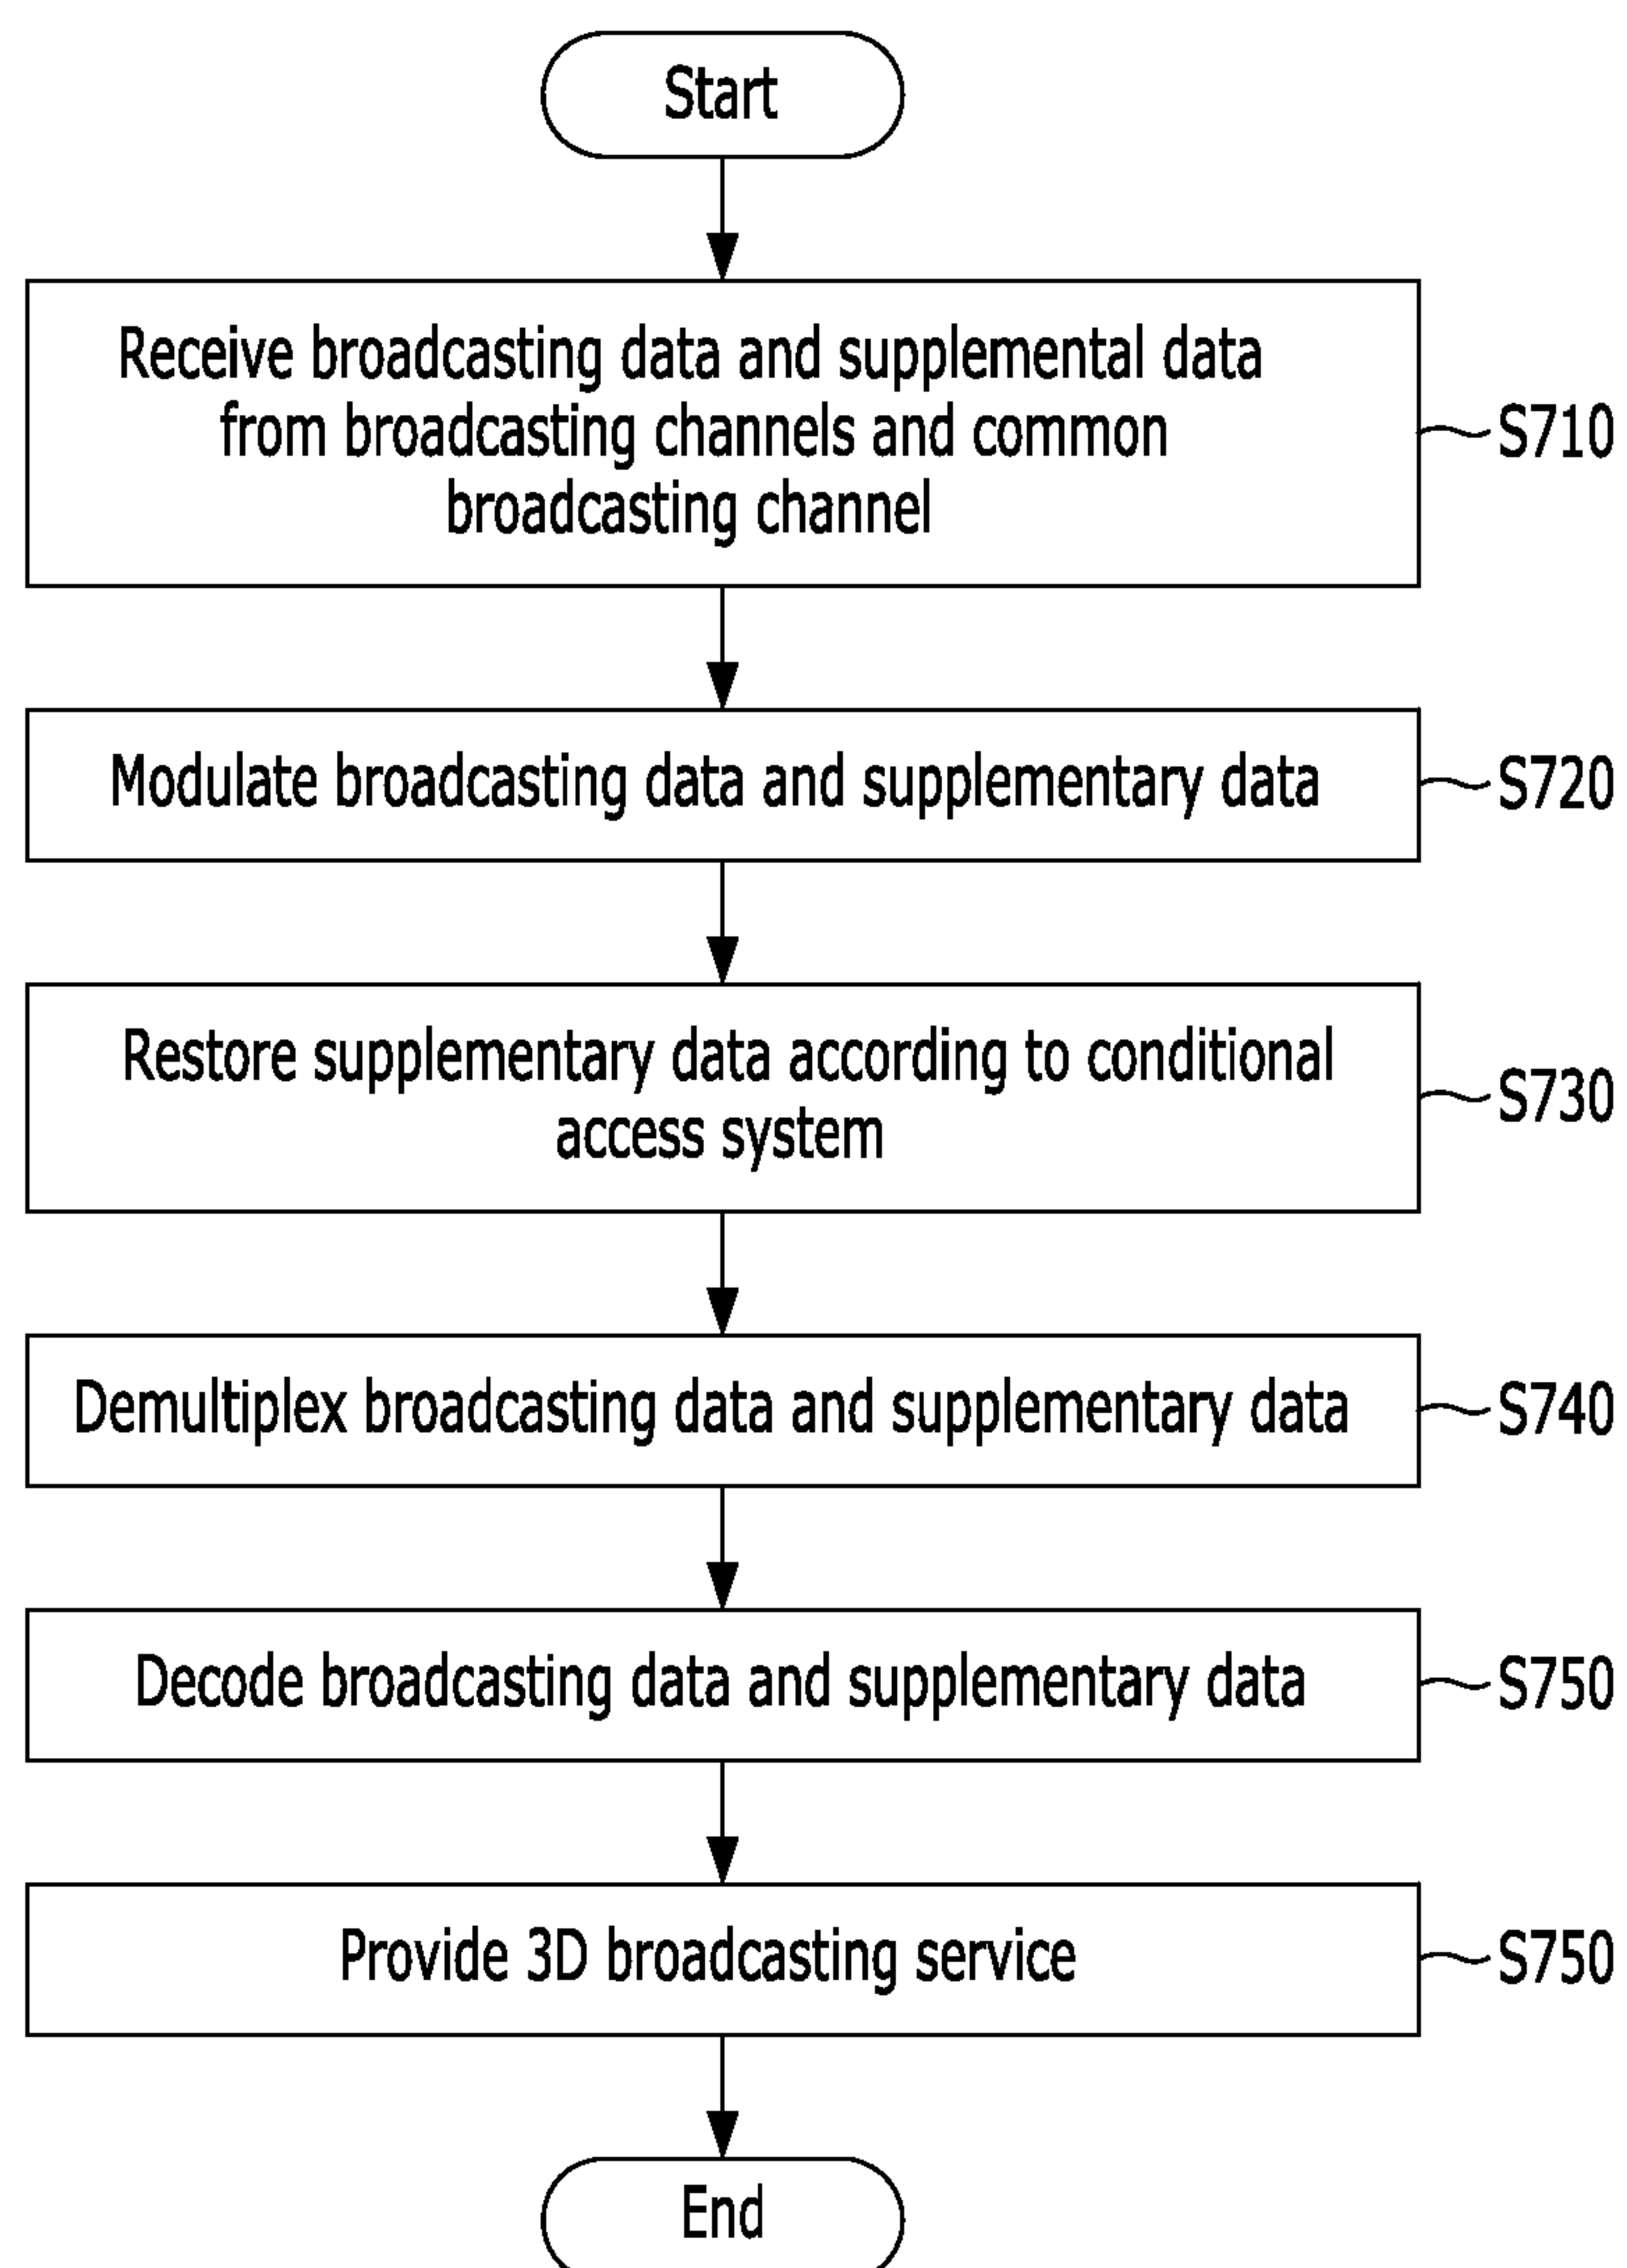 Start
Receive broadcasting data and supplemental data
from broadcasting channels and common
broadcasting channel
S710
Modulate broadcasting data and supplementary data
S720
Restore supplementary data according to conditional
access system
S730
Demultiplex broadcasting data and supplementary data
S740
Decode broadcasting data and supplementary data
S750
Provide 3D broadcasting service
S750
End